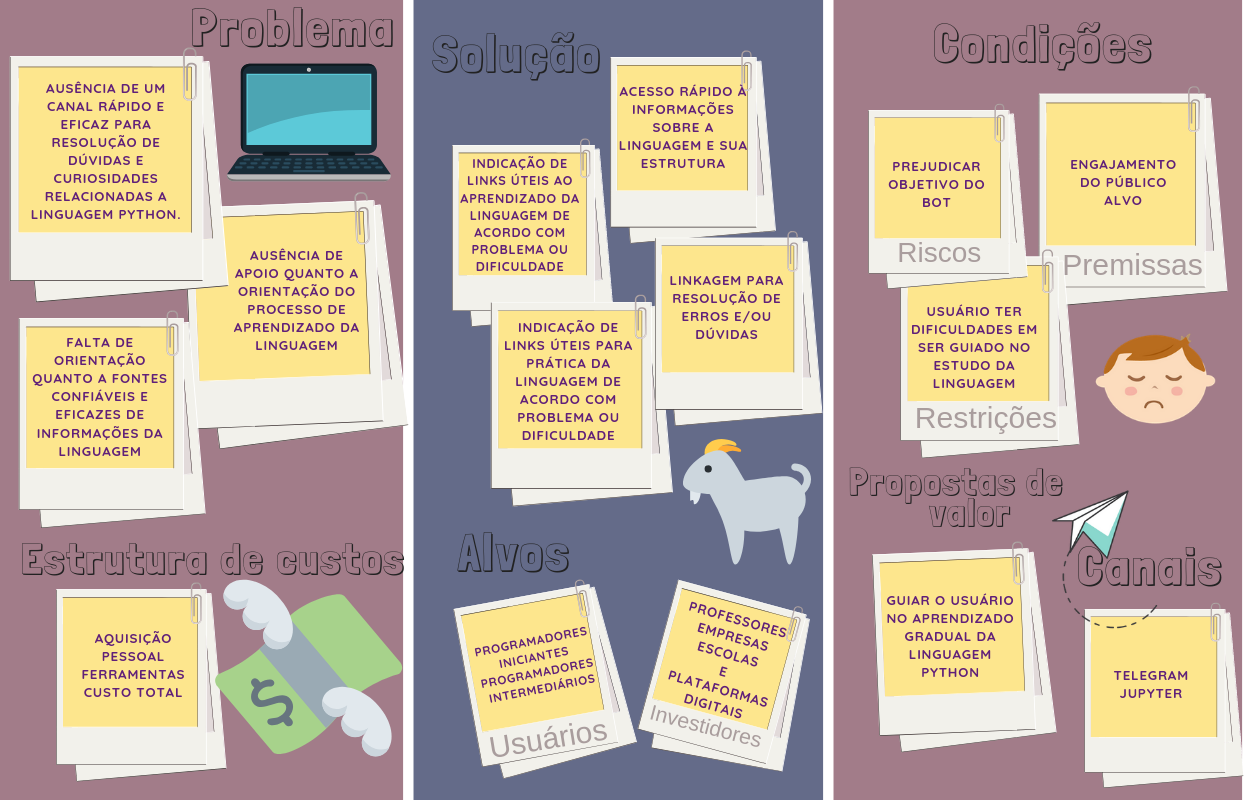 Problema
AUSÊNCIA DE UM
CANAL RÁPIDO E
EFICAZ PARA
RESOLUÇÃO DE
DÚVIDAS E
CURIOSIDADES
RELACIONADAS A
LINGUAGEM PYTHON.
AUSÊNCIA DE
APOIO QUANTO A
ORIENTAÇÃO DO
PROCESSO DE
APRENDIZADO DA
LINGUAGEM
FALTA DE
ORIENTAÇÃO
QUANTO A FONTES
CONFIÁVEIS E
EFICAZES DE
INFORMAÇÕES DA
LINGUAGEM
Estrutura de custos
AQUISIÇÃO
PESSOAL
FERRAMENTAS
CUSTO TOTAL
$
Solução
ACESSO RÁPIDO À
INFORMAÇÕES
SOBRE A
LINGUAGEM E SUA
ESTRUTURA
INDICAÇÃO DE
LINKS ÚTEIS AO
APRENDIZADO DA
LINGUAGEM DE
ACORDO COM
PROBLEMA OU
DIFICULDADE
LINKAGEM PARA
RESOLUÇÃO DE
ERROS E/OU
DÚVIDAS
INDICAÇÃO DE
LINKS ÚTEIS PARA
PRÁTICA DA
LINGUAGEM DE
ACORDO COM
PROBLEMA OU
DIFICULDADE
Alvos
PROGRAMADORES
INICIANTES
PROGRAMADORES
INTERMEDIÁRIOS
Usuários
PROFESSORES
EMPRESAS
ESCOLAS
E
PLATAFORMAS
DIGITAIS
Investidores
Condições
PREJUDICAR
OBJETIVO DO
BOT
Riscos
ENGAJAMENTO
DO PÚBLICO
ALVO
Premissas
USUÁRIO TER
DIFICULDADES EM
SER GUIADO NO
ESTUDO DA
LINGUAGEM
Restrições
Propostas de
valor
GUIAR O USUÁRIO
NO APRENDIZADO
GRADUAL DA
LINGUAGEM
PYTHON
Canais
TELEGRAM
JUPYTER